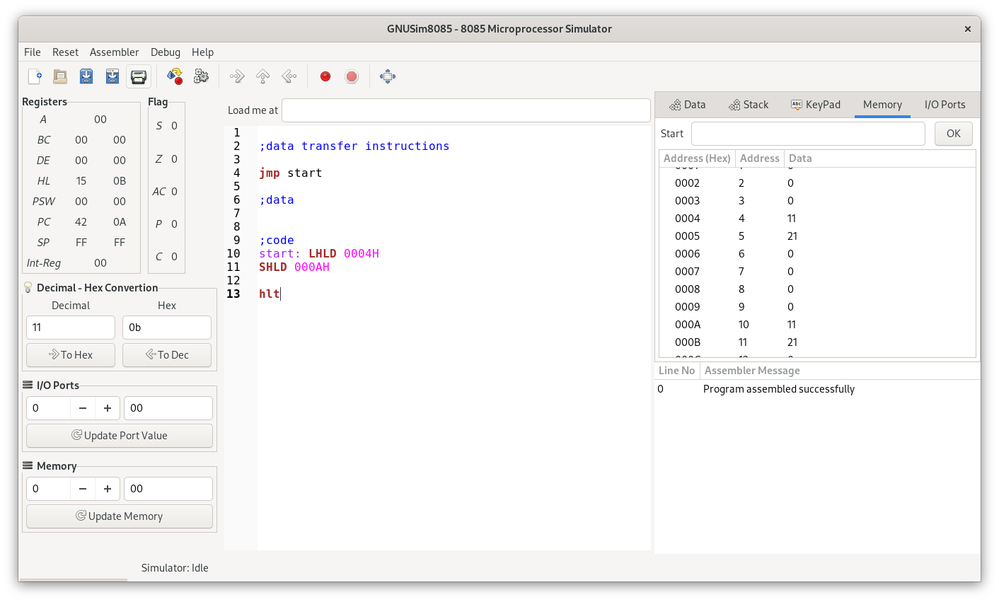 GNUSim8085 - 8085 Microprocessor Simulator
File Reset Assembler Debug Help
Registers
A 00
BC 00 00
DE 00 00
HL 15 0B
PSW 00 00
PC 42 0A
SP FF FF
Int-Reg 00
Flag
S 0
Z 0
AC 0
P 0
C 0
Decimal - Hex Convertion
Decimal Hex
11 0b
To Hex To Dec
I/O Ports
0 − + 00
Update Port Value
Memory
0 − + 00
Update Memory
Load me at
1
2 ;data transfer instructions
3
4 jmp start
5
6 ;data
7
8
9 ;code
10 start: LHLD 0004H
11 SHLD 000AH
12
13 hlt
Data Stack Abc KeyPad Memory I/O Ports
Start OK
Address (Hex) Address Data
0002 2 0
0003 3 0
0004 4 11
0005 5 21
0006 6 0
0007 7 0
0008 8 0
0009 9 0
000A 10 11
000B 11 21
Line No Assembler Message
0 Program assembled successfully
Simulator: Idle